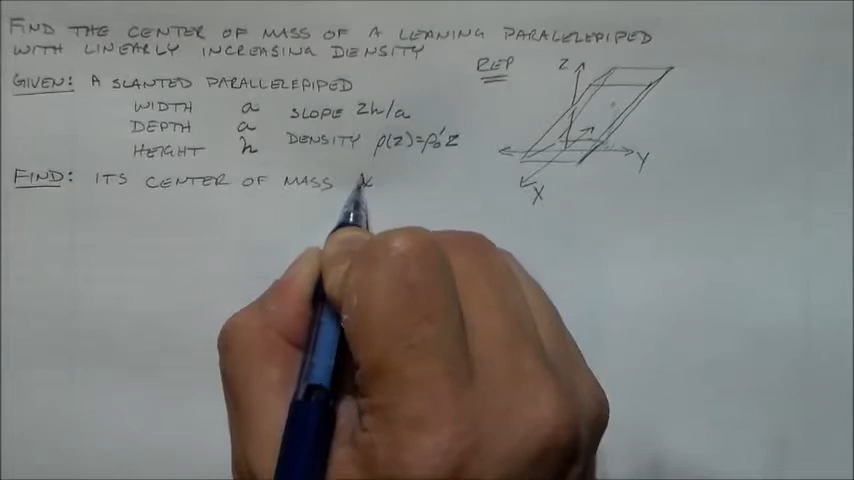 FIND THE CENTER OF MASS OF A LEANING PARALELEPIPED
WITH LINEARLY INCREASING DENSITY
GIVEN: A SLANTED PARALLELEPIPED
WIDTH a SLOPE 2h/a
DEPTH a DENSITY ρ(z)=ρ₀'z
HEIGHT h
FIND: ITS CENTER OF MASS X
REP
Z
Y
X